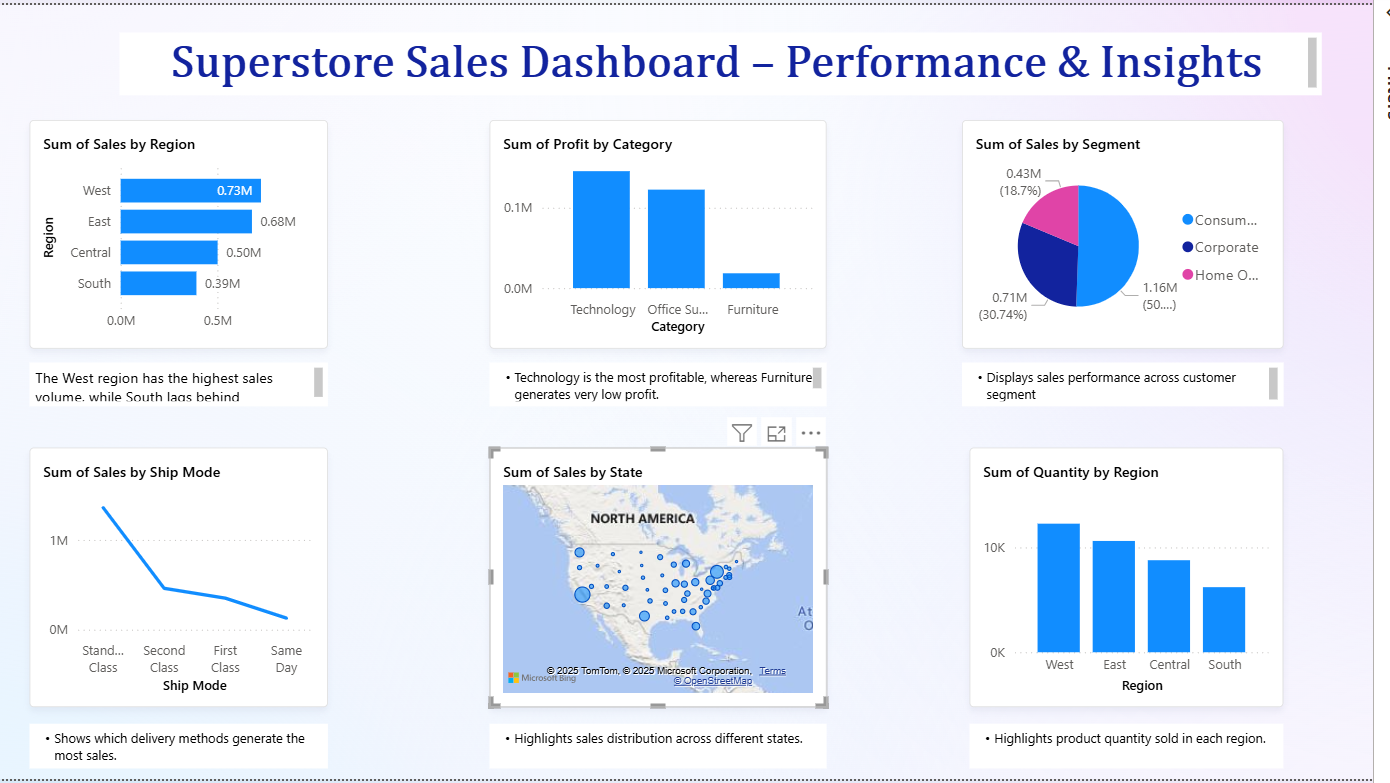 Superstore Sales Dashboard – Performance & Insights
Sum of Sales by Region
Region
West
0.73M
East
0.68M
Central
0.50M
South
0.39M
0.0M
0.5M
The West region has the highest sales
volume, while South lags behind
Sum of Profit by Category
0.1M
0.0M
Technology
Office Su...
Furniture
Category
• Technology is the most profitable, whereas Furniture
generates very low profit.
Sum of Sales by Segment
0.43M
(18.7%)
0.71M
(30.74%)
1.16M
(50....)
Consum...
Corporate
Home O...
• Displays sales performance across customer
segment
Sum of Sales by Ship Mode
1M
0M
Stand...
Class
Second
Class
First
Class
Same
Day
Ship Mode
• Shows which delivery methods generate the
most sales.
Sum of Sales by State
NORTH AMERICA
At
O
Microsoft Bing
© 2025 TomTom, © 2025 Microsoft Corporation, Terms
© OpenStreetMap
• Highlights sales distribution across different states.
Sum of Quantity by Region
10K
0K
West
East
Central
South
Region
• Highlights product quantity sold in each region.